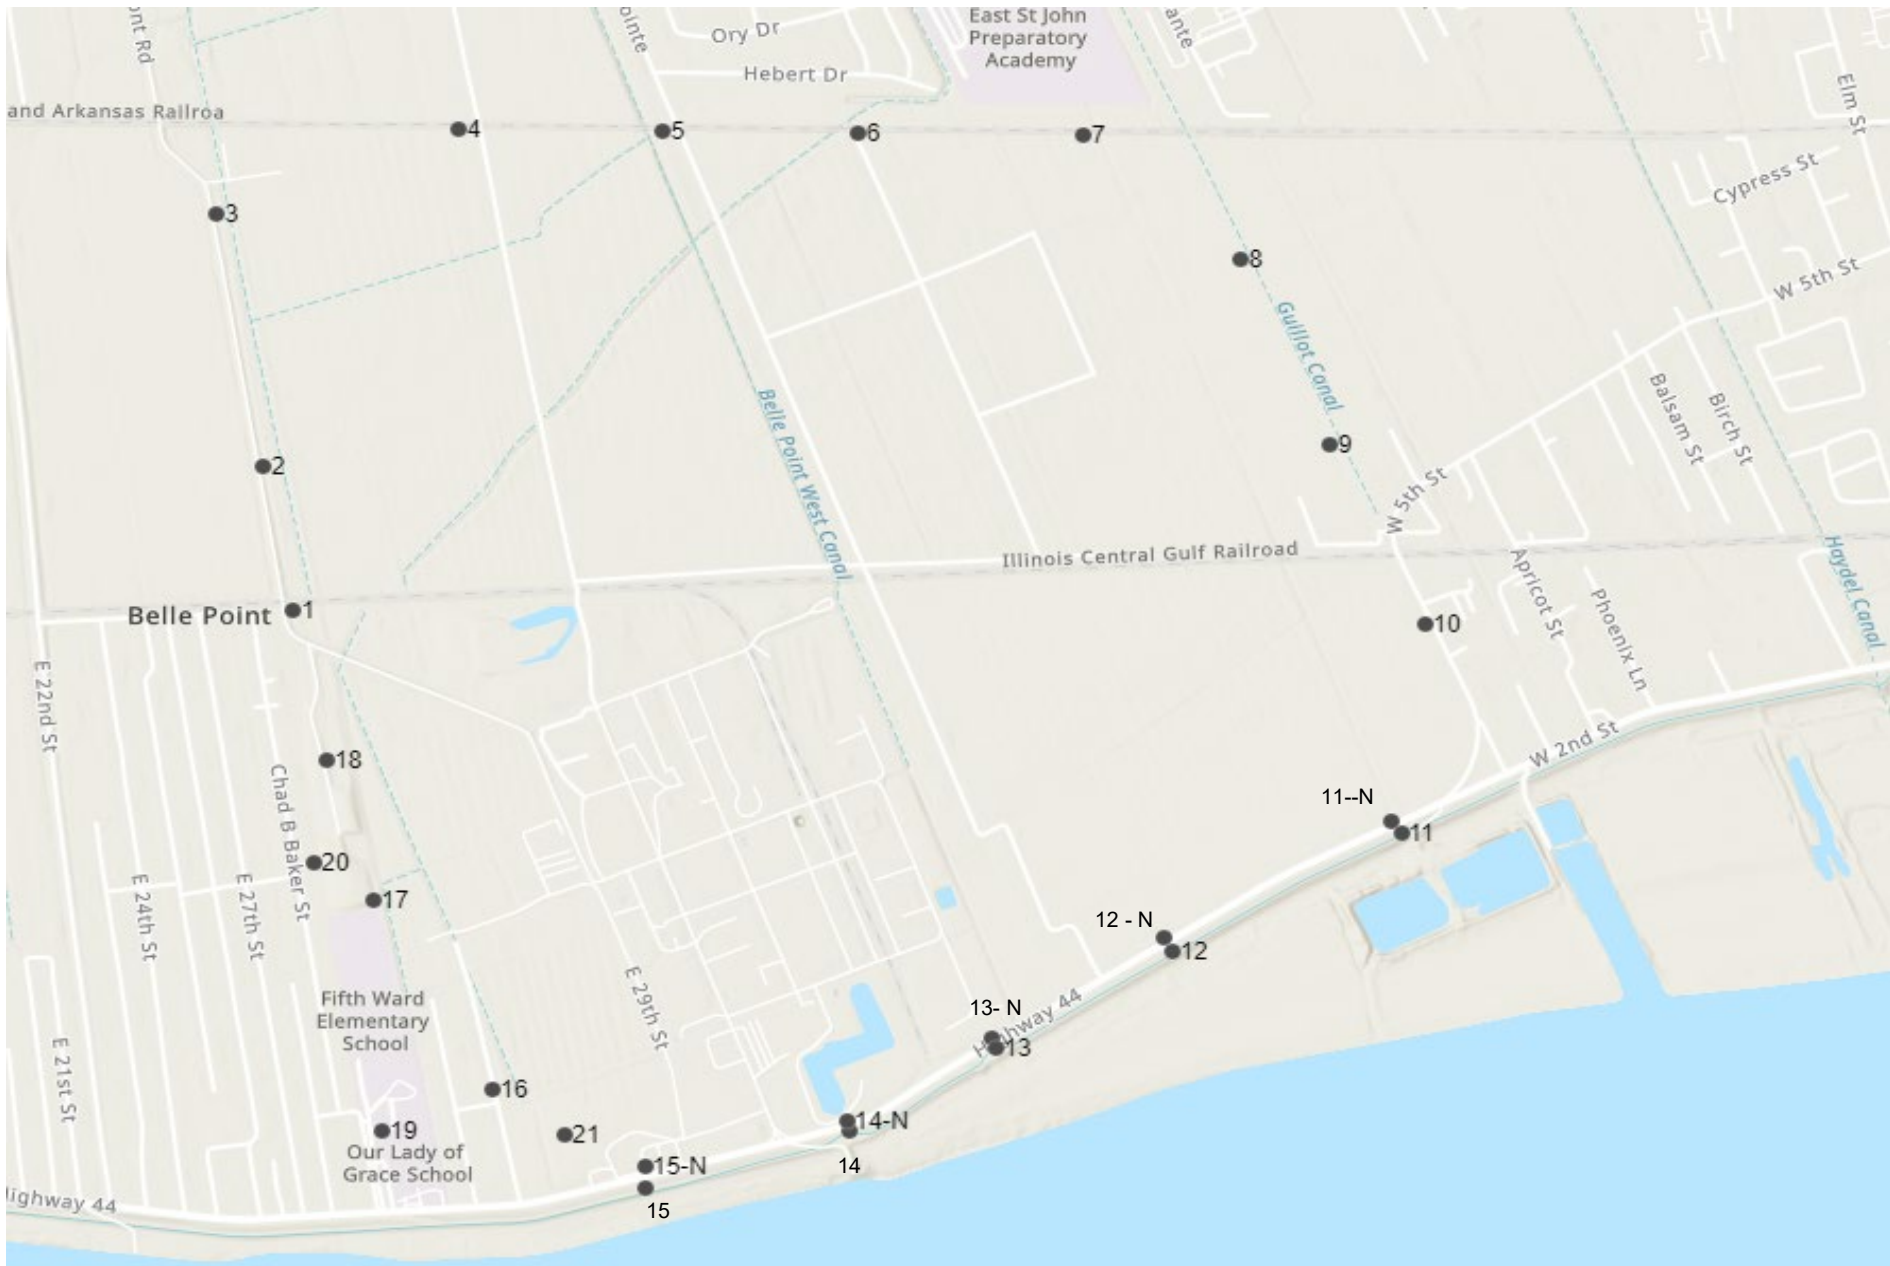 ont Rd
ointe
Ory Dr
Hebert Dr
East St John
Preparatory
Academy
ante
Elm St
and Arkansas Railroa
4
5
6
7
Cypress St
3
8
W 5th St
Guillot Canal
Belle Point West Canal
Balsam St
Birch St
9
2
W 5th St
Illinois Central Gulf Railroad
Apricot St
Haydel Canal
Belle Point
1
10
Phoenix Ln
E 22nd St
W 2nd St
18
Chad B Baker St
11--N
11
20
17
E 24th St
E 27th St
12 - N
12
E 29th St
Fifth Ward
Elementary
School
13- N
Highway 44
13
E 21st St
16
19
21
14-N
Our Lady of
Grace School
15-N
14
lighway 44
15